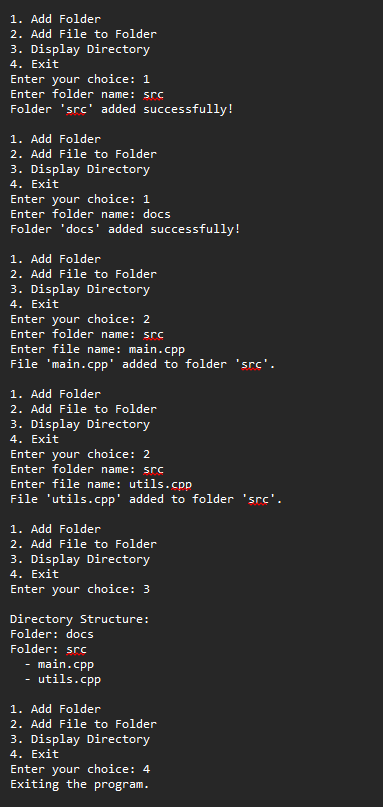 1. Add Folder
2. Add File to Folder
3. Display Directory
4. Exit
Enter your choice: 1
Enter folder name: src
Folder 'src' added successfully!
1. Add Folder
2. Add File to Folder
3. Display Directory
4. Exit
Enter your choice: 1
Enter folder name: docs
Folder 'docs' added successfully!
1. Add Folder
2. Add File to Folder
3. Display Directory
4. Exit
Enter your choice: 2
Enter folder name: src
Enter file name: main.cpp
File 'main.cpp' added to folder 'src'.
1. Add Folder
2. Add File to Folder
3. Display Directory
4. Exit
Enter your choice: 2
Enter folder name: src
Enter file name: utils.cpp
File 'utils.cpp' added to folder 'src'.
1. Add Folder
2. Add File to Folder
3. Display Directory
4. Exit
Enter your choice: 3
Directory Structure:
Folder: docs
Folder: src
- main.cpp
- utils.cpp
1. Add Folder
2. Add File to Folder
3. Display Directory
4. Exit
Enter your choice: 4
Exiting the program.